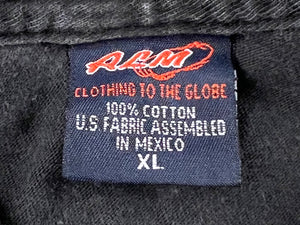 ACM
CLOTHING TO THE GLOBE
100% COTTON
U.S. FABRIC ASSEMBLED
IN MEXICO
XL